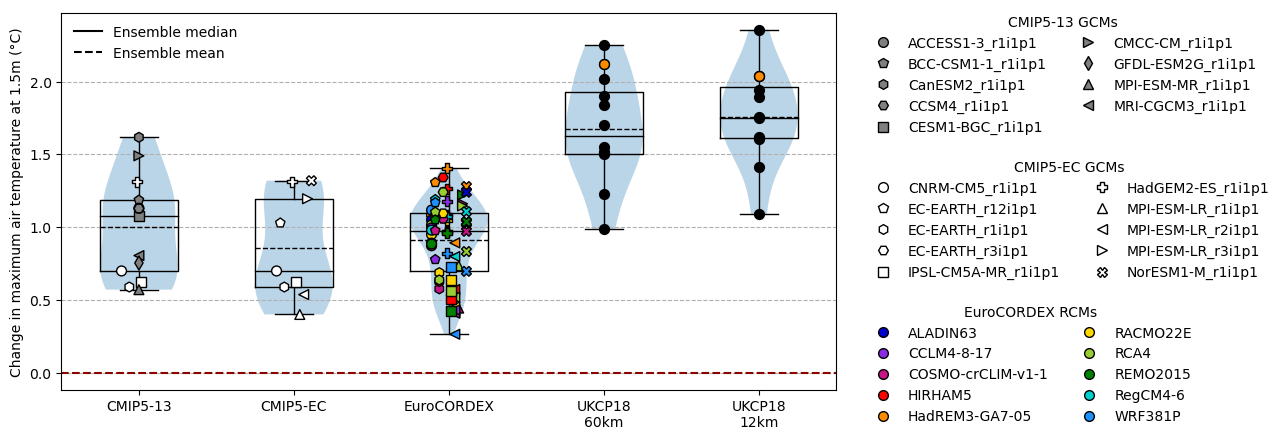 Change in maximum air temperature at 1.5m (°C)
2.0
1.5
1.0
0.5
0.0
Ensemble median
Ensemble mean
CMIP5-13
CMIP5-EC
EuroCORDEX
UKCP18
60km
UKCP18
12km
CMIP5-13 GCMs
ACCESS1-3_r1i1p1
BCC-CSM1-1_r1i1p1
CanESM2_r1i1p1
CCSM4_r1i1p1
CESM1-BGC_r1i1p1
CMCC-CM_r1i1p1
GFDL-ESM2G_r1i1p1
MPI-ESM-MR_r1i1p1
MRI-CGCM3_r1i1p1
CMIP5-EC GCMs
CNRM-CM5_r1i1p1
EC-EARTH_r12i1p1
EC-EARTH_r1i1p1
EC-EARTH_r3i1p1
IPSL-CM5A-MR_r1i1p1
HadGEM2-ES_r1i1p1
MPI-ESM-LR_r1i1p1
MPI-ESM-LR_r2i1p1
MPI-ESM-LR_r3i1p1
NorESM1-M_r1i1p1
EuroCORDEX RCMs
ALADIN63
CCLM4-8-17
COSMO-crCLIM-v1-1
HIRHAM5
HadREM3-GA7-05
RACMO22E
RCA4
REMO2015
RegCM4-6
WRF381P